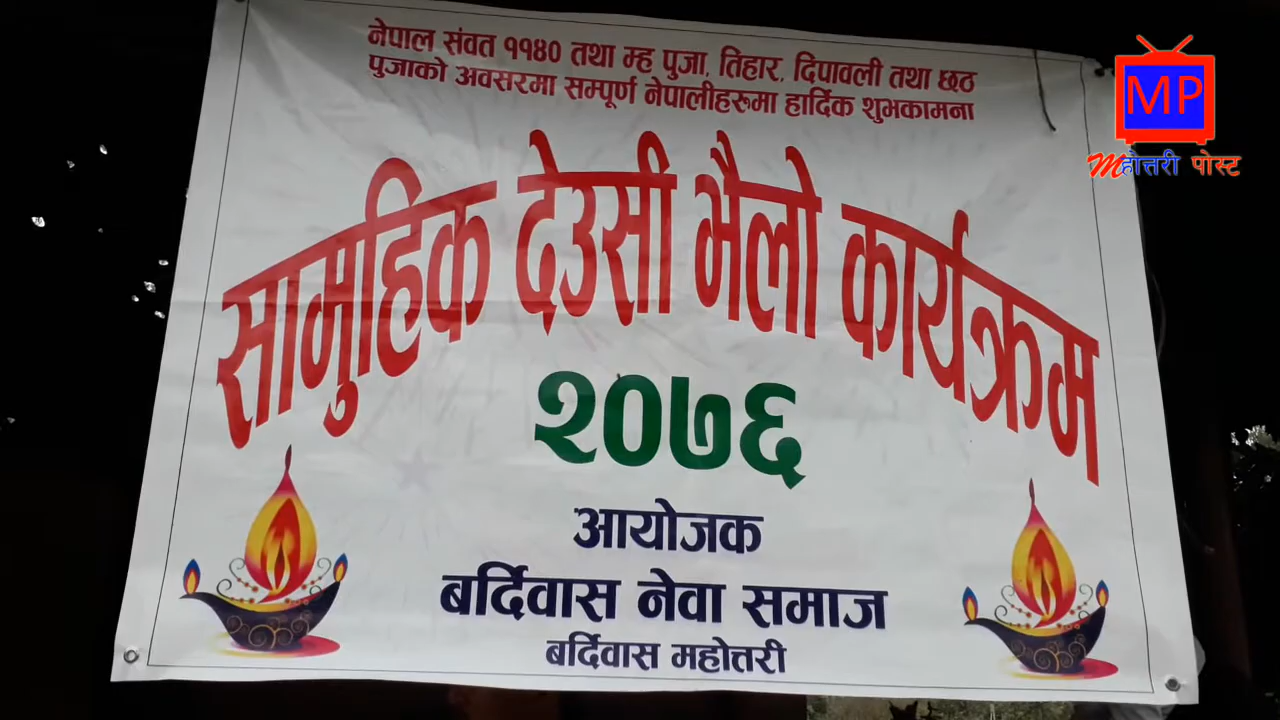 नेपाल संवत ११४० तथा म्ह पुजा, तिहार, दिपावली तथा छठ
पुजाको अवसरमा सम्पूर्ण नेपालीहरुमा हार्दिक शुभकामना
सामुहिक देउसी भैलो कार्यक्रम
२०७६
आयोजक
बर्दिवास नेवा समाज
बर्दिवास महोत्तरी
MP
Mहोत्तरी पोस्ट